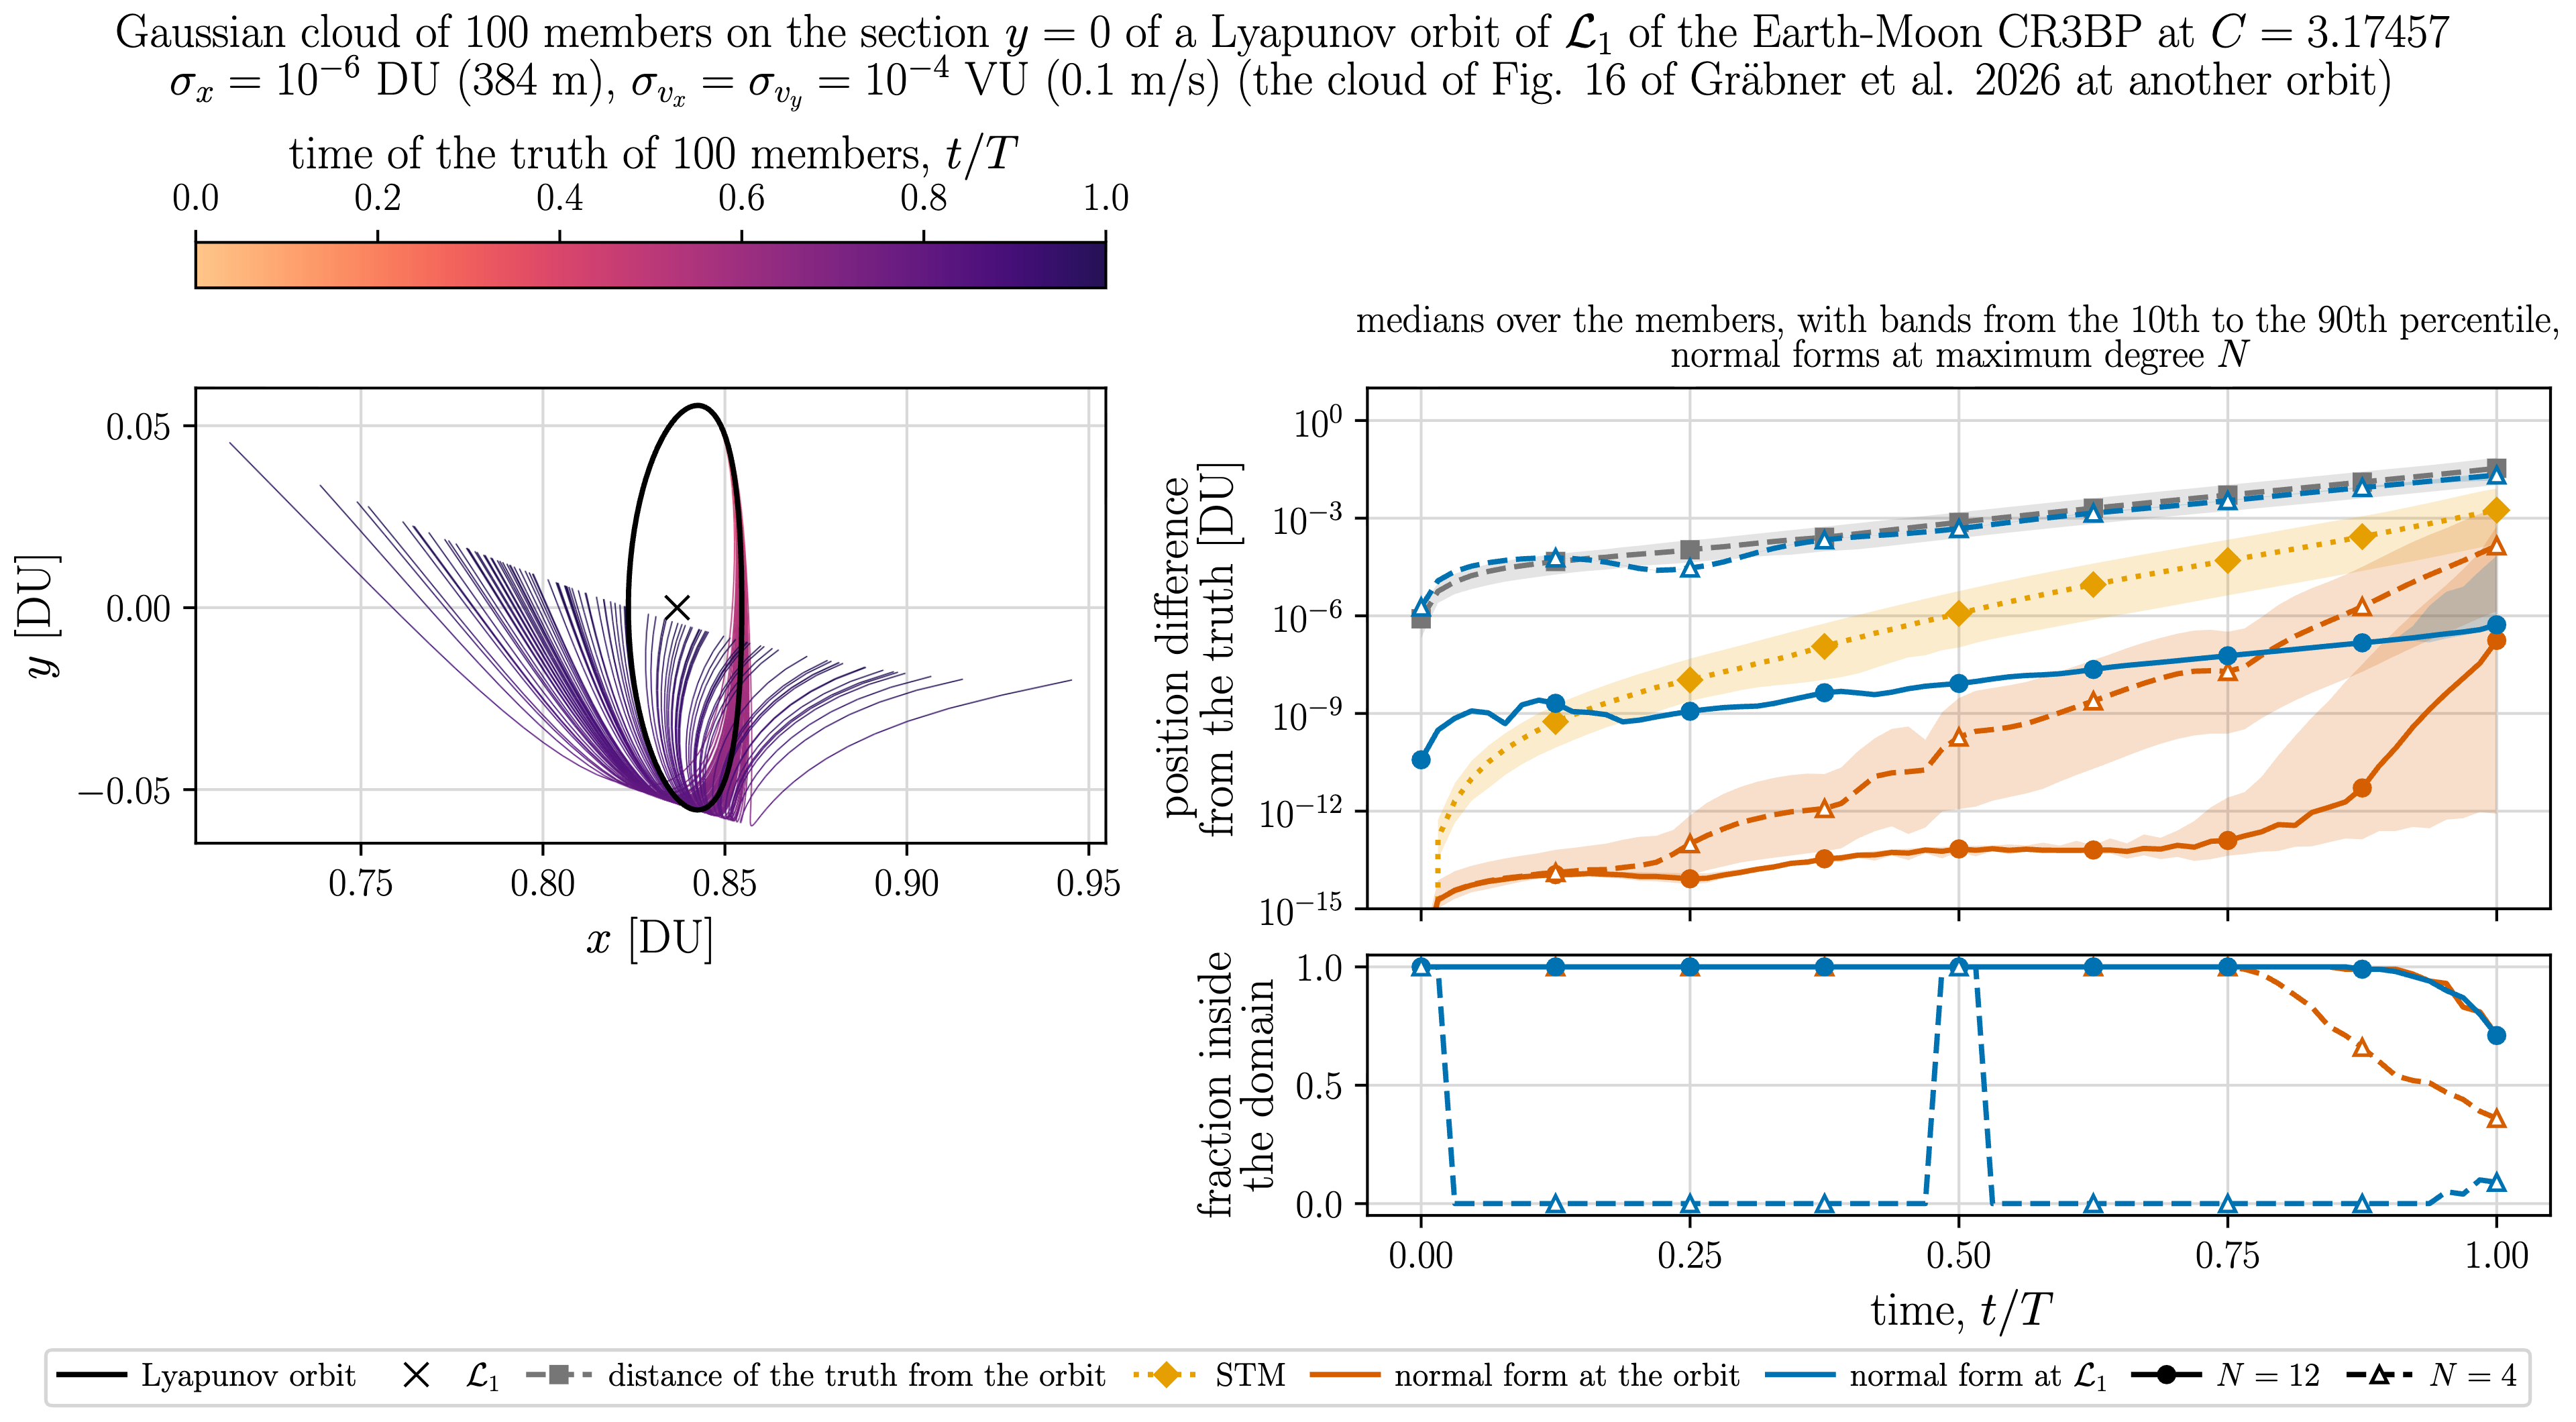 Gaussian cloud of 100 members on the section y = 0 of a Lyapunov orbit of ℒ₁ of the Earth-Moon CR3BP at C = 3.17457
σₓ = 10⁻⁶ DU (384 m), σ_{v_x} = σ_{v_y} = 10⁻⁴ VU (0.1 m/s) (the cloud of Fig. 16 of Gräbner et al. 2026 at another orbit)
time of the truth of 100 members, t/T
0.0 0.2 0.4 0.6 0.8 1.0
0.05
0.00
−0.05
y [DU]
0.75 0.80 0.85 0.90 0.95
x [DU]
medians over the members, with bands from the 10th to the 90th percentile,
normal forms at maximum degree N
position difference
from the truth [DU]
10⁰
10⁻³
10⁻⁶
10⁻⁹
10⁻¹²
10⁻¹⁵
fraction inside
the domain
1.0
0.5
0.0
0.00 0.25 0.50 0.75 1.00
time, t/T
Lyapunov orbit ℒ₁ distance of the truth from the orbit STM normal form at the orbit normal form at ℒ₁ N = 12 N = 4